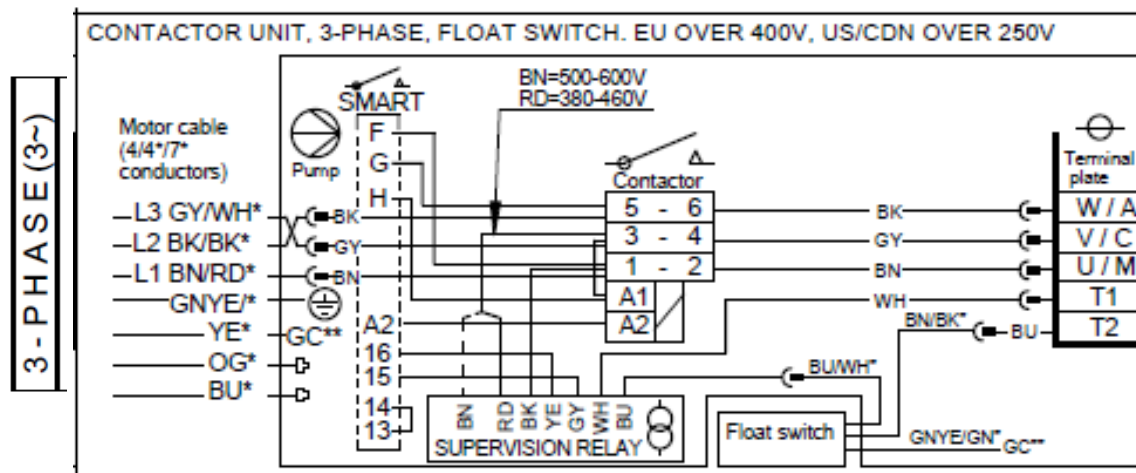 CONTACTOR UNIT, 3-PHASE, FLOAT SWITCH. EU OVER 400V, US/CDN OVER 250V
3-PHASE (3~)
BN=500-600V
RD=380-460V
SMART
Motor cable
(4/4*/7*
conductors)
Pump
F
G
H
Contactor
5 - 6
3 - 4
1 - 2
A1
A2
Terminal
plate
W / A
V / C
U / M
T1
T2
L3 GY/WH*
BK
BK
L2 BK/BK*
GY
GY
L1 BN/RD*
BN
BN
GNYE/*
WH
YE*
GC**
A2
BN/BK*
BU
OG*
16
BU*
15
BU/WH*
14
13
BN
RD
BK
YE
GY
WH
BU
SUPERVISION RELAY
Float switch
GNYE/GN*
GC**